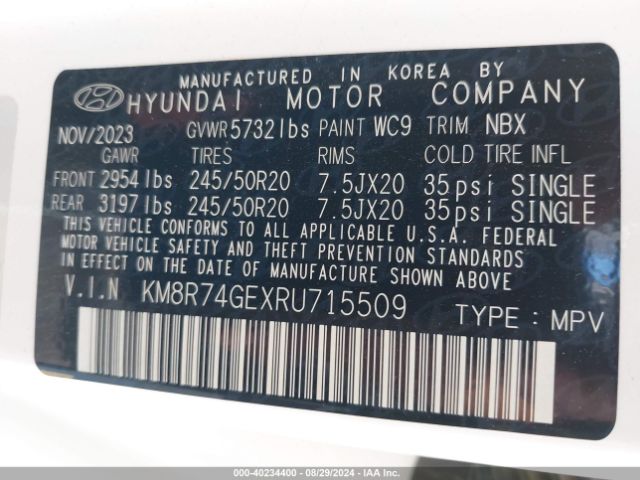 MANUFACTURED IN KOREA BY
HYUNDAI MOTOR COMPANY
NOV/2023 GVWR 5732 lbs PAINT WC9 TRIM NBX
GAWR TIRES RIMS COLD TIRE INFL
FRONT 2954 lbs 245/50R20 7.5JX20 35psi SINGLE
REAR 3197 lbs 245/50R20 7.5JX20 35psi SINGLE
THIS VEHICLE CONFORMS TO ALL APPLICABLE U.S.A. FEDERAL
MOTOR VEHICLE SAFETY AND THEFT PREVENTION STANDARDS
IN EFFECT ON THE DATE OF MANUFACTURE SHOWN ABOVE
V.I.N KM8R74GEXRU715509 TYPE : MPV
000-40234400 - 08/29/2024 - IAA, Inc.